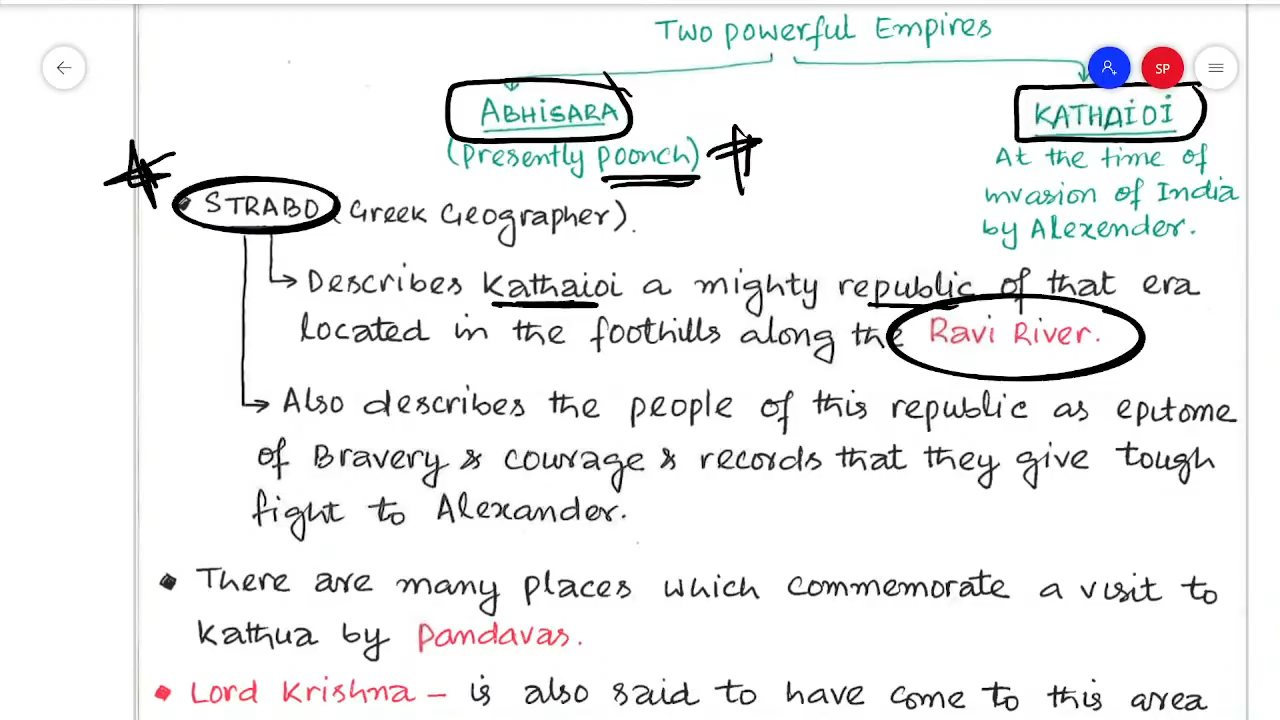 Two powerful Empires
ABHISARA
KATHAIOI
(Presently poonch)
At the time of
invasion of India
by Alexender.
SP
STRABO (Greek Geographer).
Describes Kathaioi a mighty republic of that era
located in the foothills along the Ravi River.
Also describes the people of this republic as epitome
of Bravery & courage & records that they give tough
fight to Alexander.
There are many places which commemorate a visit to
Kathua by Pandavas.
Lord Krishna - is also said to have come to this area